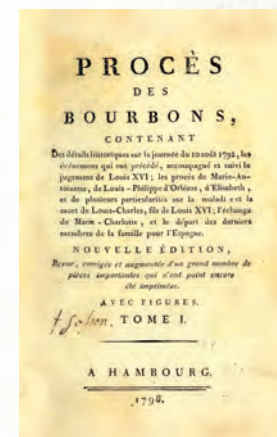 PROCÈS
DES
BOURBONS,
CONTENANT
Des détails historiques sur la journée du 10 août 1792, les
événemens qui ont précédé, accompagné et suivi le
jugement de Louis XVI; les procès de Marie-An-
toinette, de Louis-Philippe d'Orléans, d'Elisabeth,
et de plusieurs particularités sur la maladie et la
mort de Louis-Charles, fils de Louis XVI; l'échange
de Marie-Charlotte, et le départ des derniers
membres de la famille pour l'Espagne.
NOUVELLE ÉDITION,
Revue, corrigée et augmentée d'un grand nombre de
pièces importantes qui n'ont point encore
été imprimées.
AVEC FIGURES.
TOME I.
A HAMBOURG.
1798.